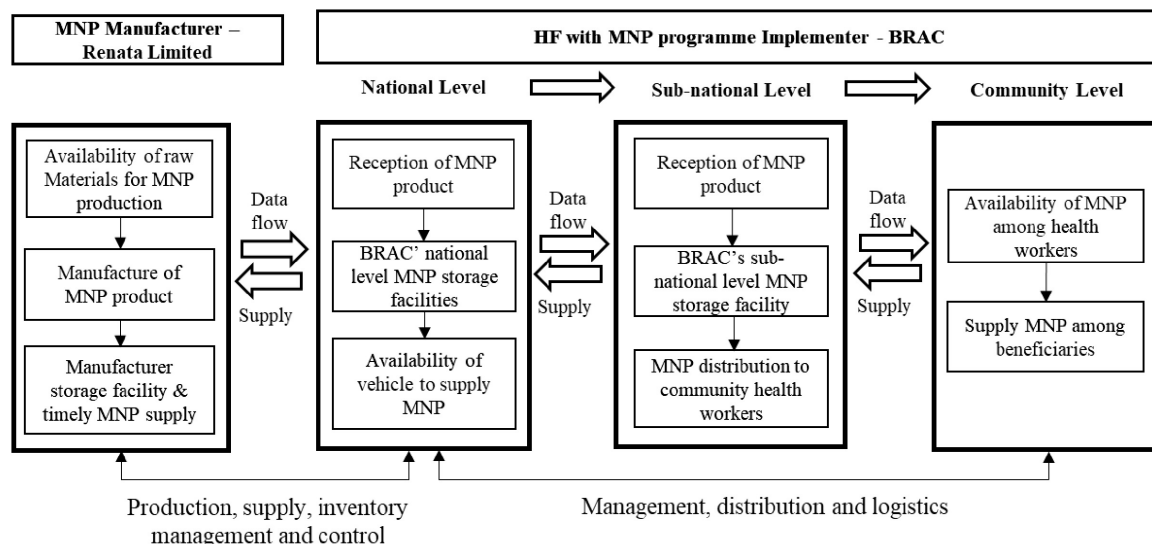 MNP Manufacturer –
Renata Limited
HF with MNP programme Implementer - BRAC
National Level
Sub-national Level
Community Level
Availability of raw
Materials for MNP
production
Manufacture of
MNP product
Manufacturer
storage facility &
timely MNP supply
Data
flow
Supply
Reception of MNP
product
BRAC’ national
level MNP storage
facilities
Availability of
vehicle to supply
MNP
Data
flow
Supply
Reception of MNP
product
BRAC’s sub-
national level MNP
storage facility
MNP distribution to
community health
workers
Data
flow
Supply
Availability of MNP
among health
workers
Supply MNP among
beneficiaries
Production, supply, inventory
management and control
Management, distribution and logistics